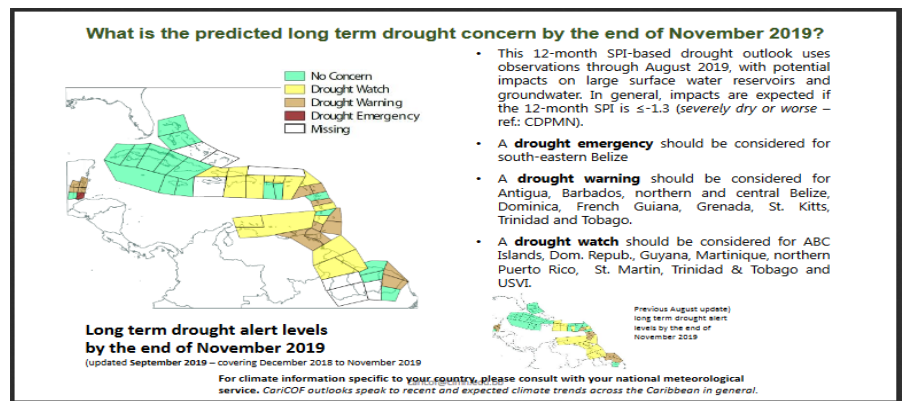 What is the predicted long term drought concern by the end of November 2019?
No Concern
Drought Watch
Drought Warning
Drought Emergency
Missing
• This 12-month SPI-based drought outlook uses
observations through August 2019, with potential
impacts on large surface water reservoirs and
groundwater. In general, impacts are expected if
the 12-month SPI is ≤-1.3 (severely dry or worse –
ref.: CDPMN).
• A drought emergency should be considered for
south-eastern Belize
• A drought warning should be considered for
Antigua, Barbados, northern and central Belize,
Dominica, French Guiana, Grenada, St. Kitts,
Trinidad and Tobago.
• A drought watch should be considered for ABC
Islands, Dom. Repub., Guyana, Martinique, northern
Puerto Rico, St. Martin, Trinidad & Tobago and
USVI.
Previous August update)
long term drought alert
levels by the end of
November 2019
Long term drought alert levels
by the end of November 2019
(updated September 2019 – covering December 2018 to November 2019
For climate information specific to your country, please consult with your national meteorological
service. CariCOF outlooks speak to recent and expected climate trends across the Caribbean in general.